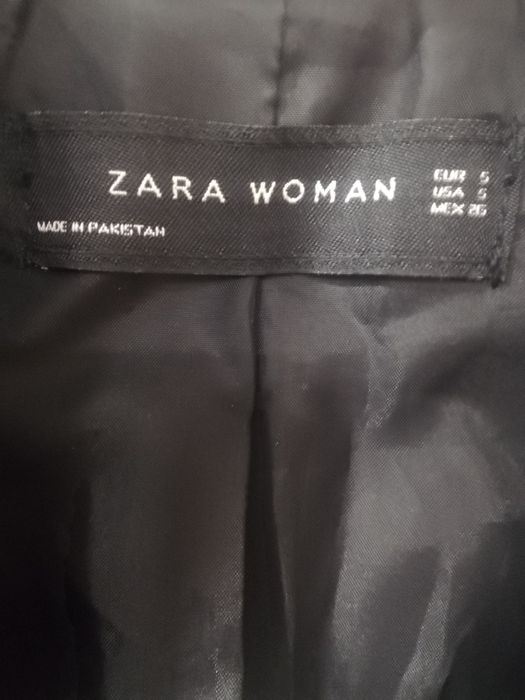 ZARA WOMAN
EUR S
USA S
MEX 26
MADE IN PAKISTAN